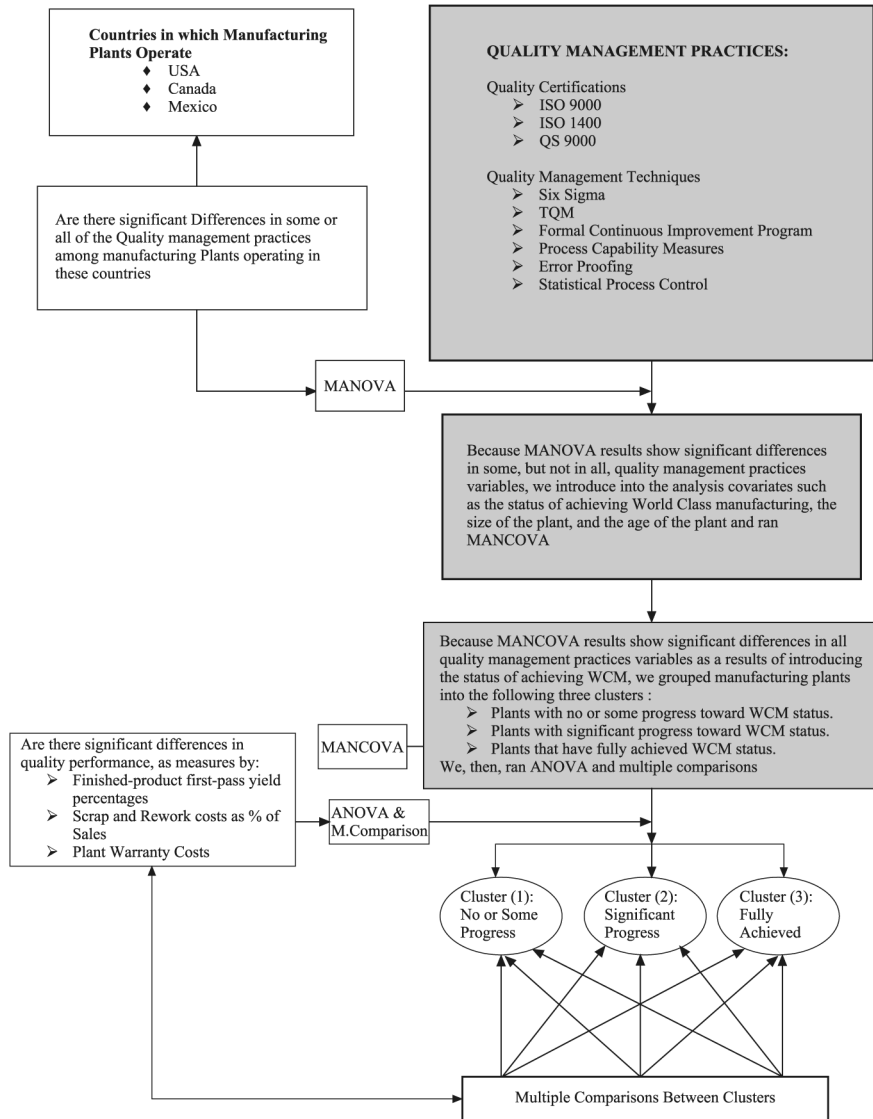 Countries in which Manufacturing
Plants Operate
♦ USA
♦ Canada
♦ Mexico
QUALITY MANAGEMENT PRACTICES:
Quality Certifications
➢ ISO 9000
➢ ISO 1400
➢ QS 9000
Quality Management Techniques
➢ Six Sigma
➢ TQM
➢ Formal Continuous Improvement Program
➢ Process Capability Measures
➢ Error Proofing
➢ Statistical Process Control
Are there significant Differences in some or
all of the Quality management practices
among manufacturing Plants operating in
these countries
MANOVA
Because MANOVA results show significant differences
in some, but not in all, quality management practices
variables, we introduce into the analysis covariates such
as the status of achieving World Class manufacturing, the
size of the plant, and the age of the plant and ran
MANCOVA
Because MANCOVA results show significant differences in all
quality management practices variables as a results of introducing
the status of achieving WCM, we grouped manufacturing plants
into the following three clusters :
➢ Plants with no or some progress toward WCM status.
➢ Plants with significant progress toward WCM status.
➢ Plants that have fully achieved WCM status.
We, then, ran ANOVA and multiple comparisons
MANCOVA
Are there significant differences in
quality performance, as measures by:
➢ Finished-product first-pass yield
percentages
➢ Scrap and Rework costs as % of
Sales
➢ Plant Warranty Costs
ANOVA &
M.Comparison
Cluster (1):
No or Some
Progress
Cluster (2):
Significant
Progress
Cluster (3):
Fully
Achieved
Multiple Comparisons Between Clusters